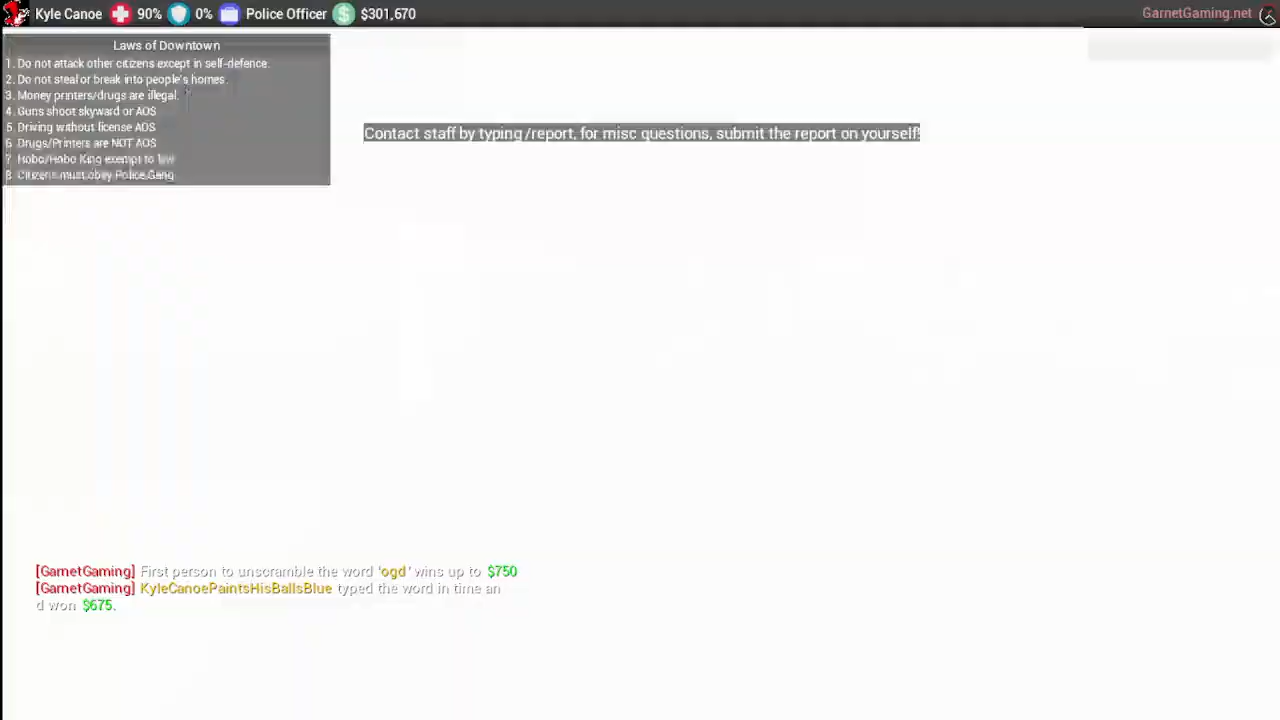 Kyle Canoe 90% 0% Police Officer $301,670 GarnetGaming.net
Laws of Downtown
1. Do not attack other citizens except in self-defence.
2. Do not steal or break into people's homes.
3. Money printers/drugs are illegal.
4. Guns shoot skyward or AOS
5. Driving without license AOS
6. Drugs/Printers are NOT AOS
7. Hobo/Hobo King exempt to law
8. Citizens must obey Police,Gang
Contact staff by typing /report, for misc questions, submit the report on yourself!
[GarnetGaming] First person to unscramble the word 'ogd' wins up to $750
[GarnetGaming] KyleCanoePaintsHisBallsBlue typed the word in time an
d won $675.